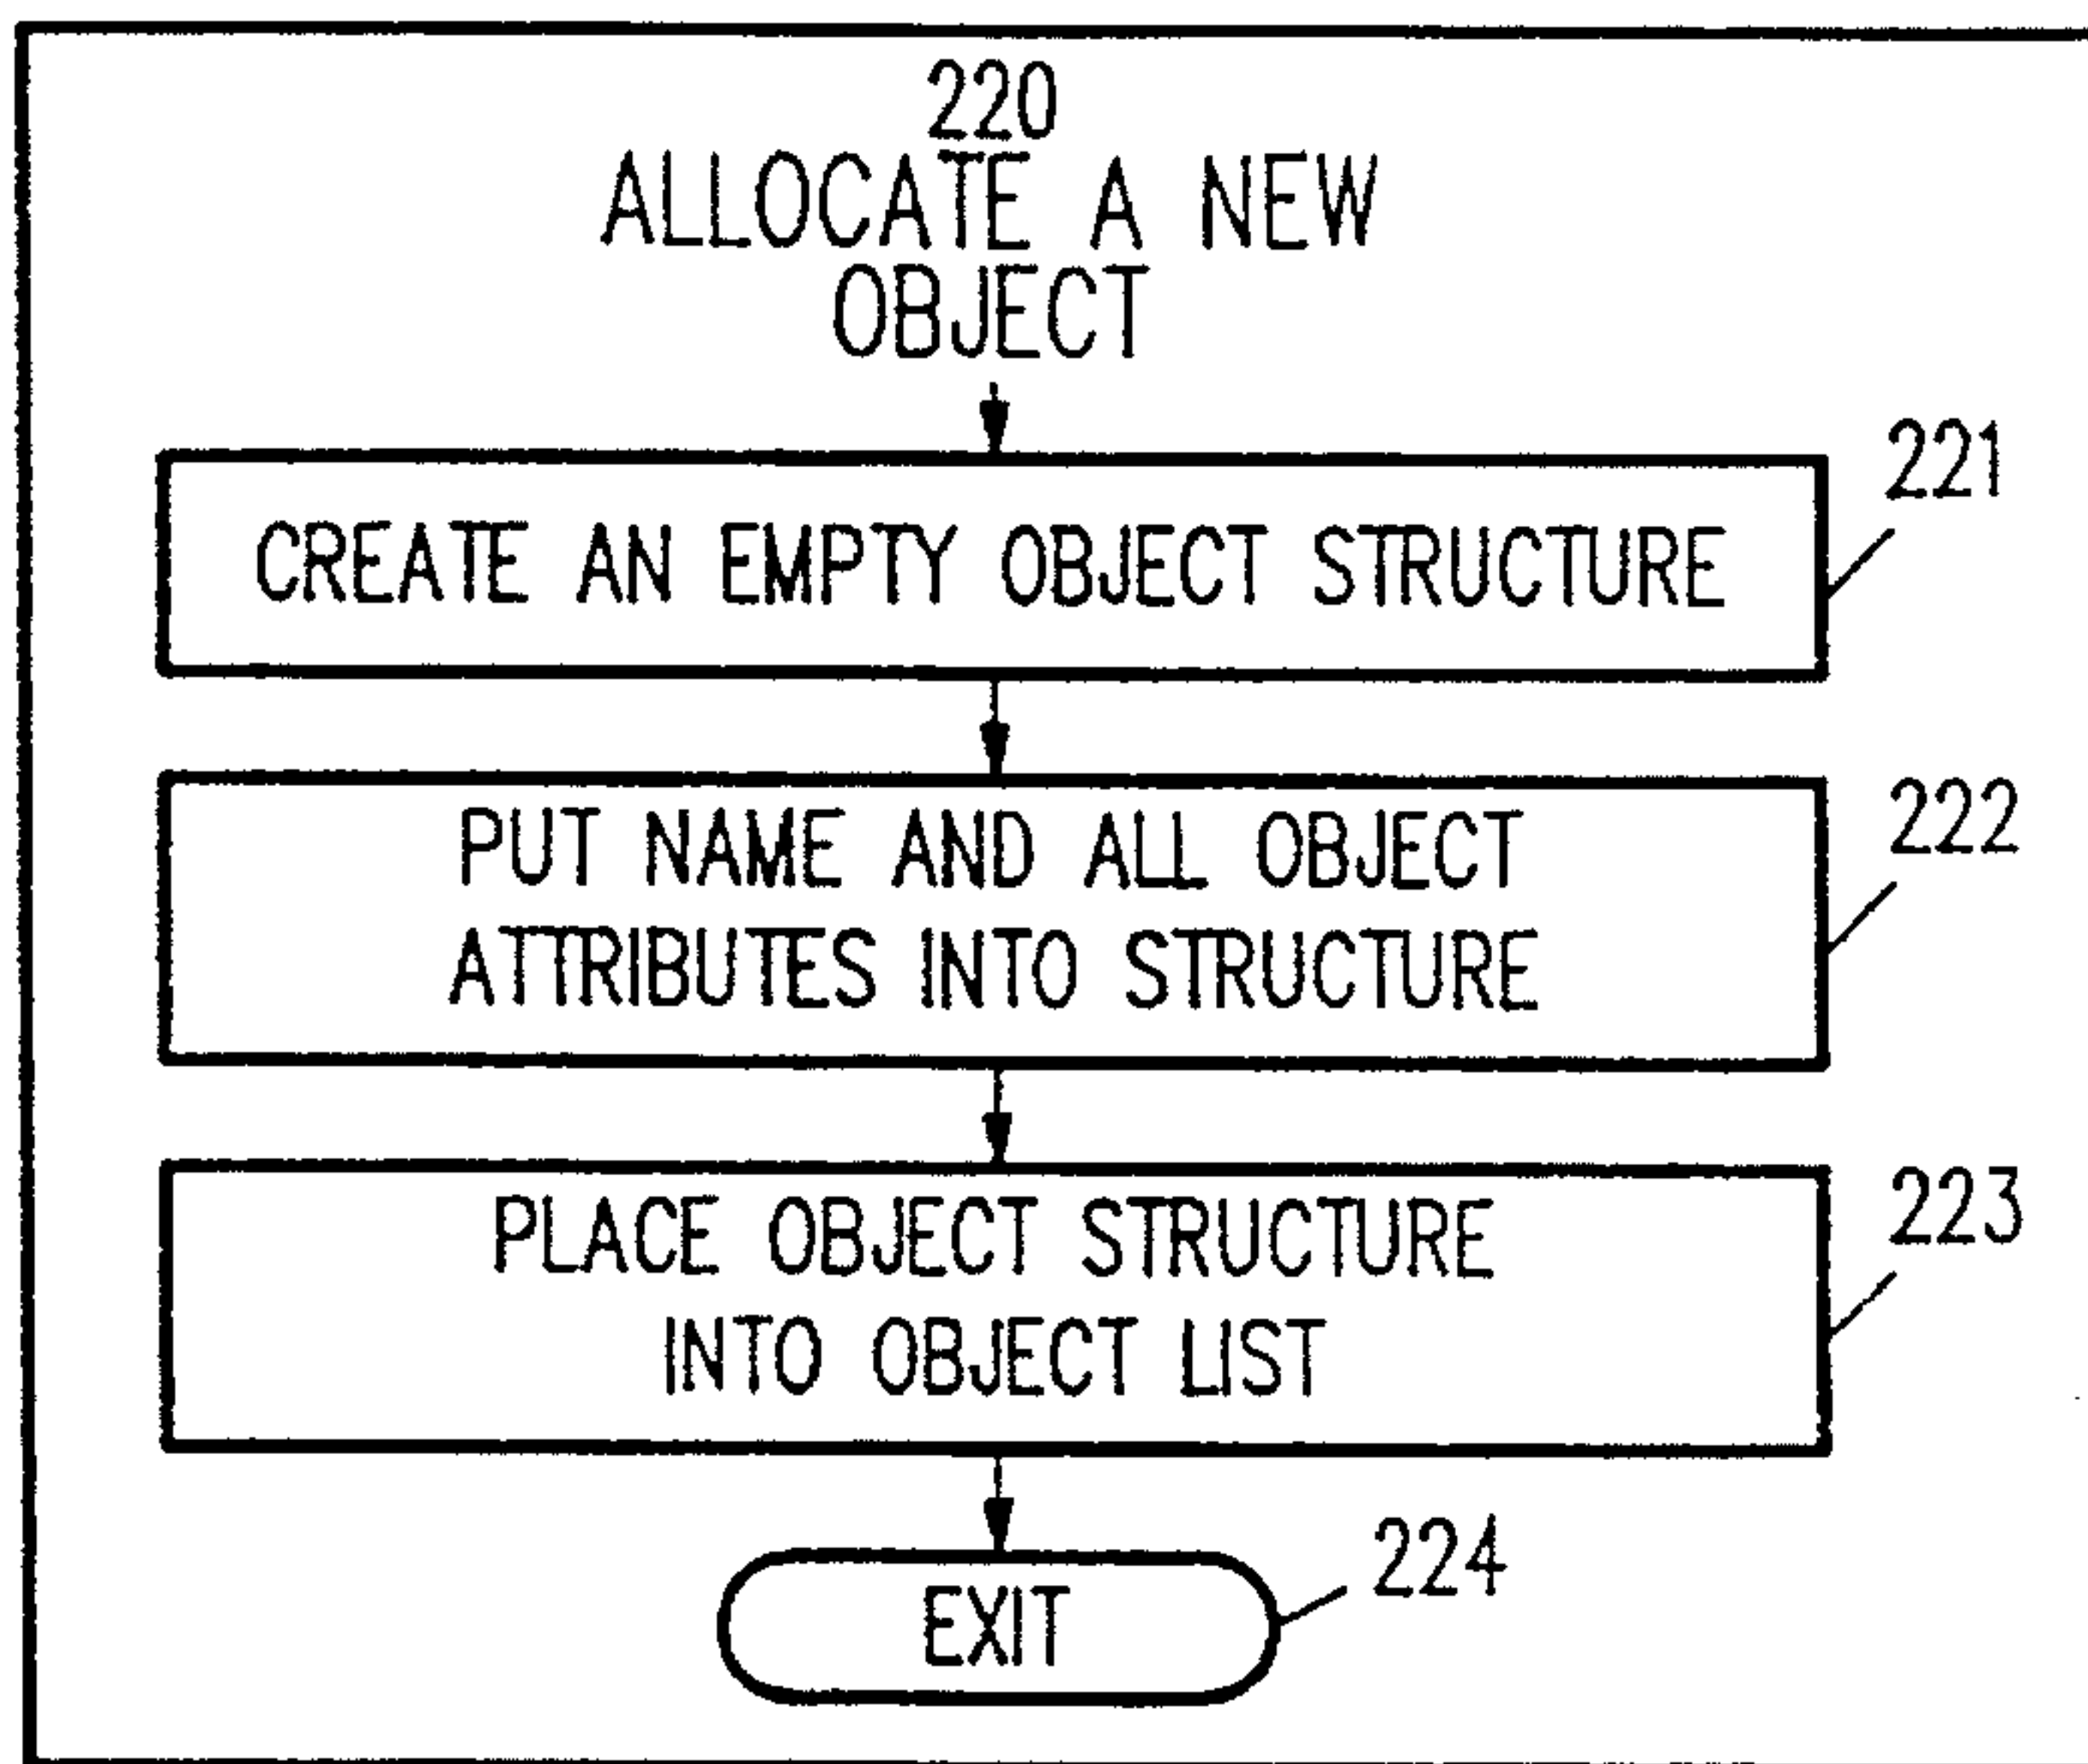 220
ALLOCATE A NEW
OBJECT
221
CREATE AN EMPTY OBJECT STRUCTURE
222
PUT NAME AND ALL OBJECT
ATTRIBUTES INTO STRUCTURE
223
PLACE OBJECT STRUCTURE
INTO OBJECT LIST
224
EXIT